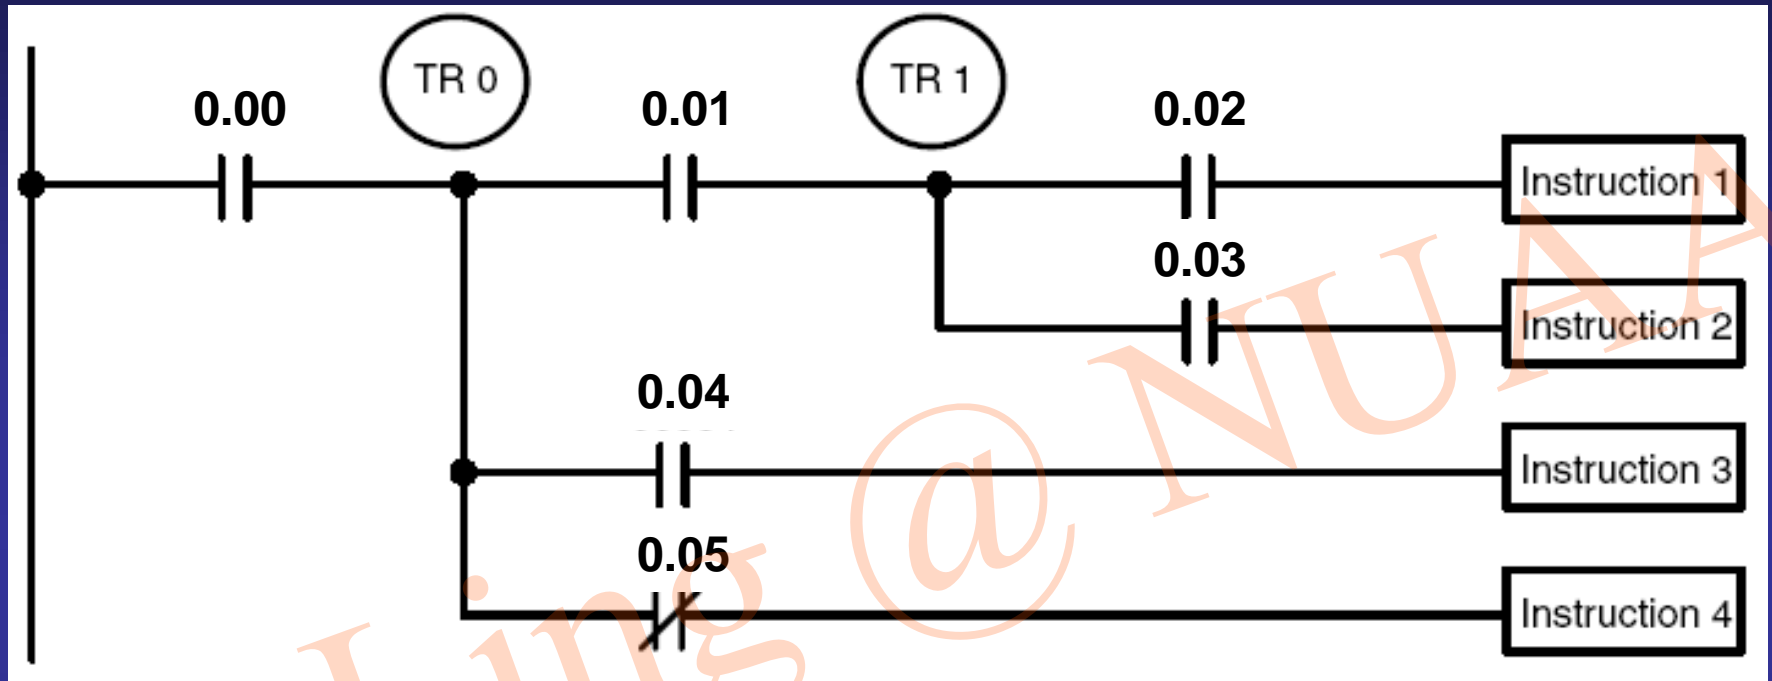 TR 0
TR 1
0.00
0.01
0.02
Instruction 1
0.03
Instruction 2
0.04
Instruction 3
0.05
Instruction 4
Ling @ NUAA